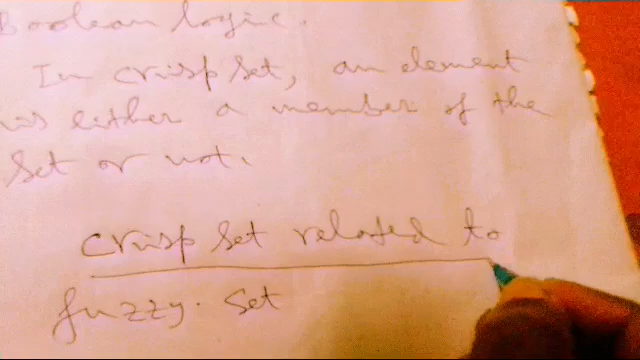 Boolean logic.
In crisp set, an element
is either a member of the
set or not.
crisp set related to
fuzzy. set